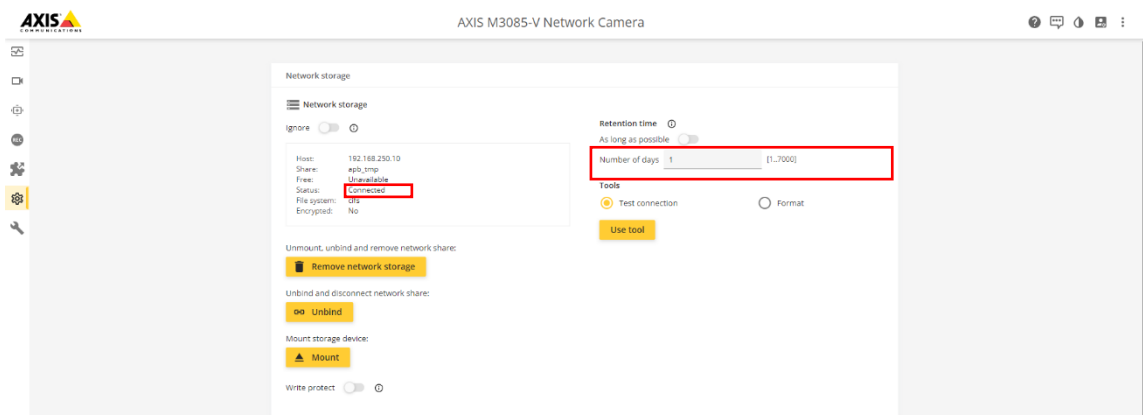 AXIS
COMMUNICATIONS
AXIS M3085-V Network Camera
REC
Network storage
Network storage
Ignore
Host: 192.168.250.10
Share: apb_tmp
Free: Unavailable
Status: Connected
File system: cifs
Encrypted: No
Unmount, unbind and remove network share:
Remove network storage
Unbind and disconnect network share:
Unbind
Mount storage device:
Mount
Write protect
Retention time
As long as possible
Number of days 1 [1..7000]
Tools
Test connection Format
Use tool